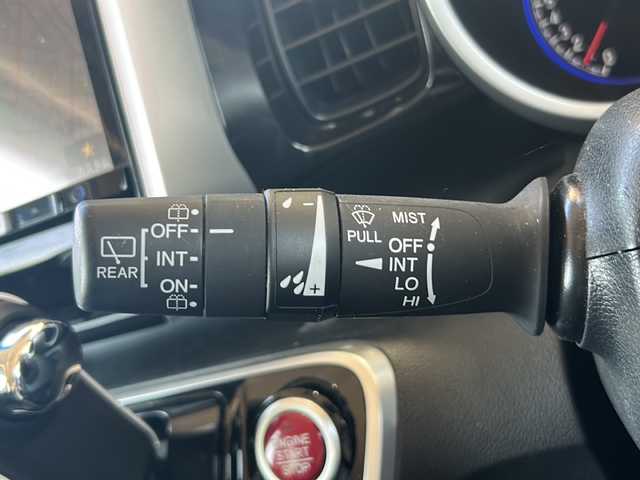 OFF
REAR INT
ON
- +
PULL
MIST
OFF
INT
LO
HI
ENGINE
START
STOP